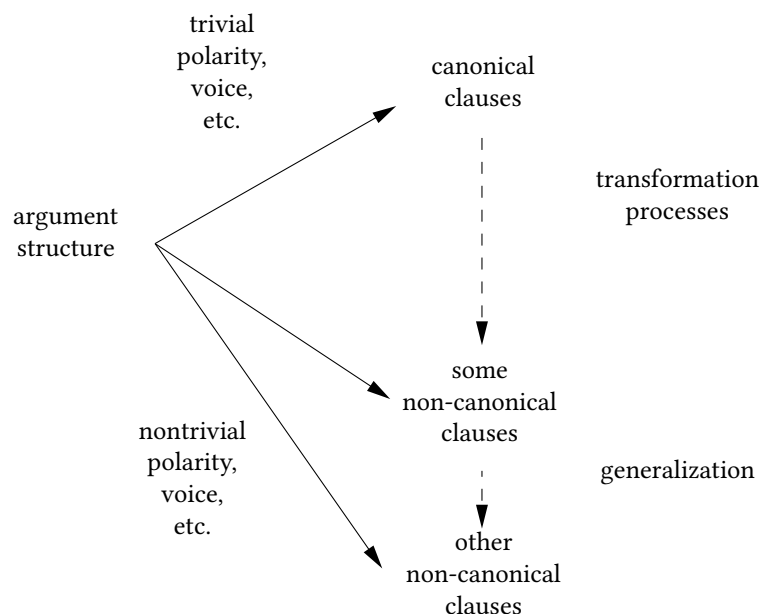 trivial
polarity,
voice,
etc.
canonical
clauses
transformation
processes
argument
structure
some
non-canonical
clauses
nontrivial
polarity,
voice,
etc.
generalization
other
non-canonical
clauses